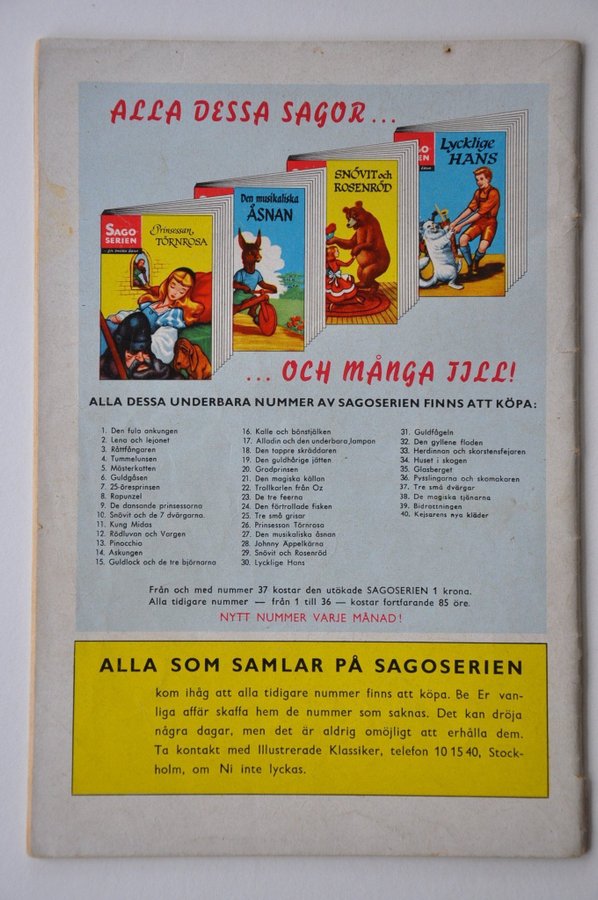 ALLA DESSA SAGOR...
Lycklige
HANS
SNÖVIT och
ROSENRÖD
Den musikaliska
ÅSNAN
SAGO-
SERIEN
Prinsessan
TÖRNROSA
... OCH MÅNGA TILL!
ALLA DESSA UNDERBARA NUMMER AV SAGOSERIEN FINNS ATT KÖPA:
1. Den fula ankungen
2. Lena och lejonet
3. Råttfångaren
4. Tummelunsen
5. Mästerkatten
6. Guldgåsen
7. 25-öresprinsen
8. Rapunzel
9. De dansande prinsessorna
10. Snövit och de 7 dvärgarna.
11. Kung Midas
12. Rödluvan och Vargen
13. Pinocchio
14. Askungen
15. Guldlock och de tre björnarna
16. Kalle och bönstjälken
17. Alladin och den underbara lampan
18. Den tappre skräddaren
19. Den guldhårige jätten
20. Grodprinsen
21. Den magiska källan
22. Trollkarlen från Oz
23. De tre feerna
24. Den förtrollade fisken
25. Tre små grisar
26. Prinsessan Törnrosa
27. Den musikaliska åsnan
28. Johnny Appelkärna
29. Snövit och Rosenröd
30. Lycklige Hans
31. Guldfågeln
32. Den gyllene floden
33. Herdinnan och skorstensfejaren
34. Huset i skogen
35. Glasberget
36. Pysslingarna och skomakaren
37. Tre små dvärgar
38. De magiska tjänarna
39. Bidrottningen
40. Kejsarens nya kläder
Från och med nummer 37 kostar den utökade SAGOSERIEN 1 krona.
Alla tidigare nummer — från 1 till 36 — kostar fortfarande 85 öre.
NYTT NUMMER VARJE MÅNAD!
ALLA SOM SAMLAR PÅ SAGOSERIEN
kom ihåg att alla tidigare nummer finns att köpa. Be Er van-
liga affär skaffa hem de nummer som saknas. Det kan dröja
några dagar, men det är aldrig omöjligt att erhålla dem.
Ta kontakt med Illustrerade Klassiker, telefon 10 15 40, Stock-
holm, om Ni inte lyckas.